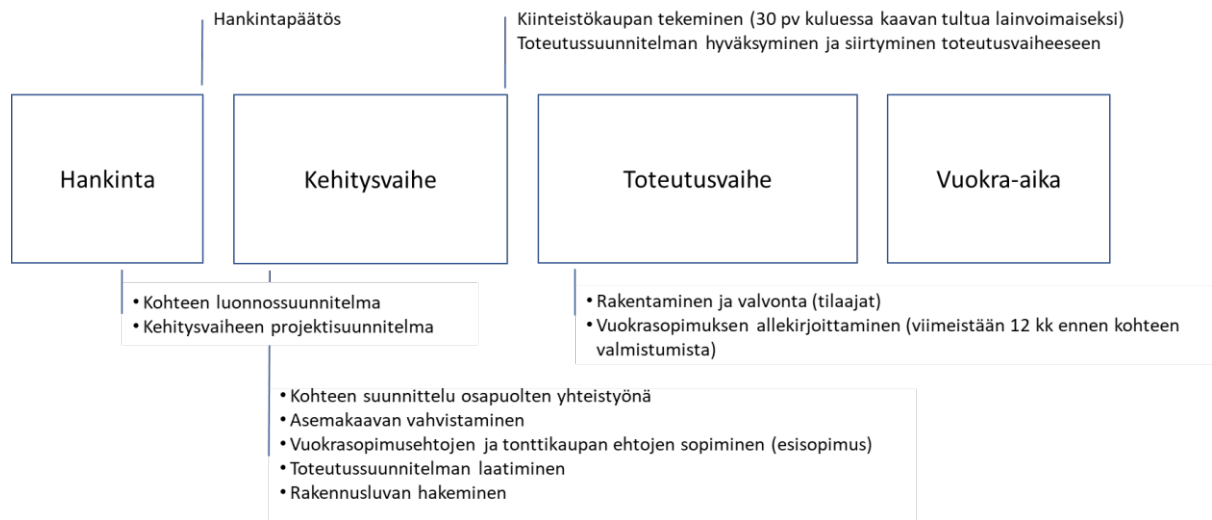 Hankintapäätös
Kiinteistökaupan tekeminen (30 pv kuluessa kaavan tultua lainvoimaiseksi)
Toteutussuunnitelman hyväksyminen ja siirtyminen toteutusvaiheeseen
Hankinta
Kehitysvaihe
Toteutusvaihe
Vuokra-aika
• Kohteen luonnossuunnitelma
• Kehitysvaiheen projektisuunnitelma
• Rakentaminen ja valvonta (tilaajat)
• Vuokrasopimuksen allekirjoittaminen (viimeistään 12 kk ennen kohteen
valmistumista)
• Kohteen suunnittelu osapuolten yhteistyönä
• Asemakaavan vahvistaminen
• Vuokrasopimusehtojen ja tonttikaupan ehtojen sopiminen (esisopimus)
• Toteutussuunnitelman laatiminen
• Rakennusluvan hakeminen